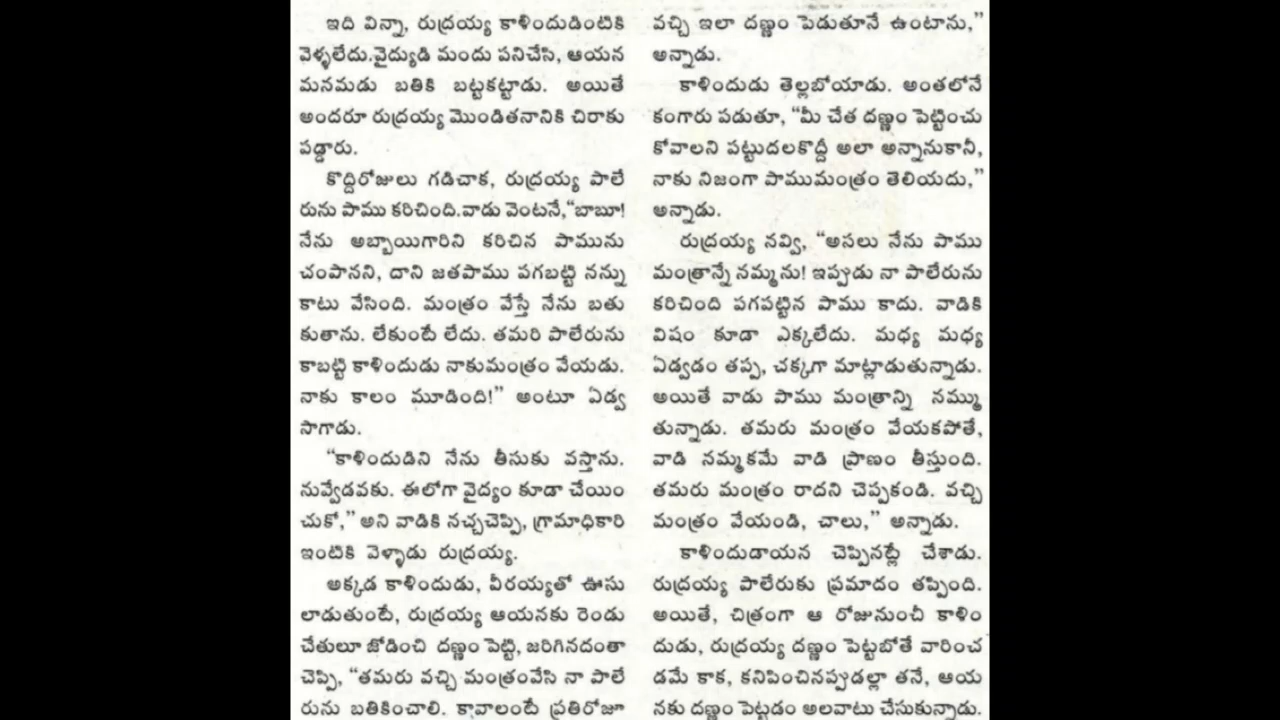 ఇది విన్నా, రుద్రయ్య కాళిందుడింటికి
వెళ్ళలేదు.వైద్యుడి మందు పనిచేసి, ఆయన
మనమడు బతికి బట్టకట్టాడు. అయితే
అందరూ రుద్రయ్య మొండితనానికి చిరాకు
పడ్డారు.
కొద్దిరోజులు గడిచాక, రుద్రయ్య పాలే
రును పాము కరిచింది.వాడు వెంటనే,“బాబూ!
నేను అబ్బాయిగారిని కరిచిన పామును
చంపానని, దాని జతపాము పగబట్టి నన్ను
కాటు వేసింది. మంత్రం వేస్తే నేను బతు
కుతాను. లేకుంటే లేదు. తమరి పాలేరును
కాబట్టి కాళిందుడు నాకుమంత్రం వేయడు.
నాకు కాలం మూడింది!” అంటూ ఏడ్వ
సాగాడు.
“కాళిందుడిని నేను తీసుకు వస్తాను.
నువ్వేడవకు. ఈలోగా వైద్యం కూడా చేయిం
చుకో,” అని వాడికి నచ్చచెప్పి, గ్రామాధికారి
ఇంటికి వెళ్ళాడు రుద్రయ్య.
అక్కడ కాళిందుడు, వీరయ్యతో ఊసు
లాడుతుంటే, రుద్రయ్య ఆయనకు రెండు
చేతులూ జోడించి దణ్ణం పెట్టి, జరిగినదంతా
చెప్పి, “తమరు వచ్చి మంత్రంవేసి నా పాలే
రును బతికించాలి. కావాలంటే ప్రతిరోజూ
వచ్చి ఇలా దణ్ణం పెడుతూనే ఉంటాను,”
అన్నాడు.
కాళిందుడు తెల్లబోయాడు. అంతలోనే
కంగారు పడుతూ, “మీ చేత దణ్ణం పెట్టించు
కోవాలని పట్టుదలకొద్దీ అలా అన్నానుకానీ,
నాకు నిజంగా పాముమంత్రం తెలియదు,”
అన్నాడు.
రుద్రయ్య నవ్వి, “అసలు నేను పాము
మంత్రాన్నే నమ్మను! ఇప్పుడు నా పాలేరును
కరిచింది పగపట్టిన పాము కాదు. వాడికి
విషం కూడా ఎక్కలేదు. మధ్య మధ్య
ఏడ్వడం తప్ప, చక్కగా మాట్లాడుతున్నాడు.
అయితే వాడు పాము మంత్రాన్ని నమ్ము
తున్నాడు. తమరు మంత్రం వేయకపోతే,
వాడి నమ్మకమే వాడి ప్రాణం తీస్తుంది.
తమరు మంత్రం రాదని చెప్పకండి. వచ్చి
మంత్రం వేయండి, చాలు,” అన్నాడు.
కాళిందుడాయన చెప్పినట్లే చేశాడు.
రుద్రయ్య పాలేరుకు ప్రమాదం తప్పింది.
అయితే, చిత్రంగా ఆ రోజునుంచీ కాళిం
దుడు, రుద్రయ్య దణ్ణం పెట్టబోతే వారించ
డమే కాక, కనిపించినప్పుడల్లా తనే, ఆయ
నకు దణ్ణం పెట్టడం అలవాటు చేసుకున్నాడు.